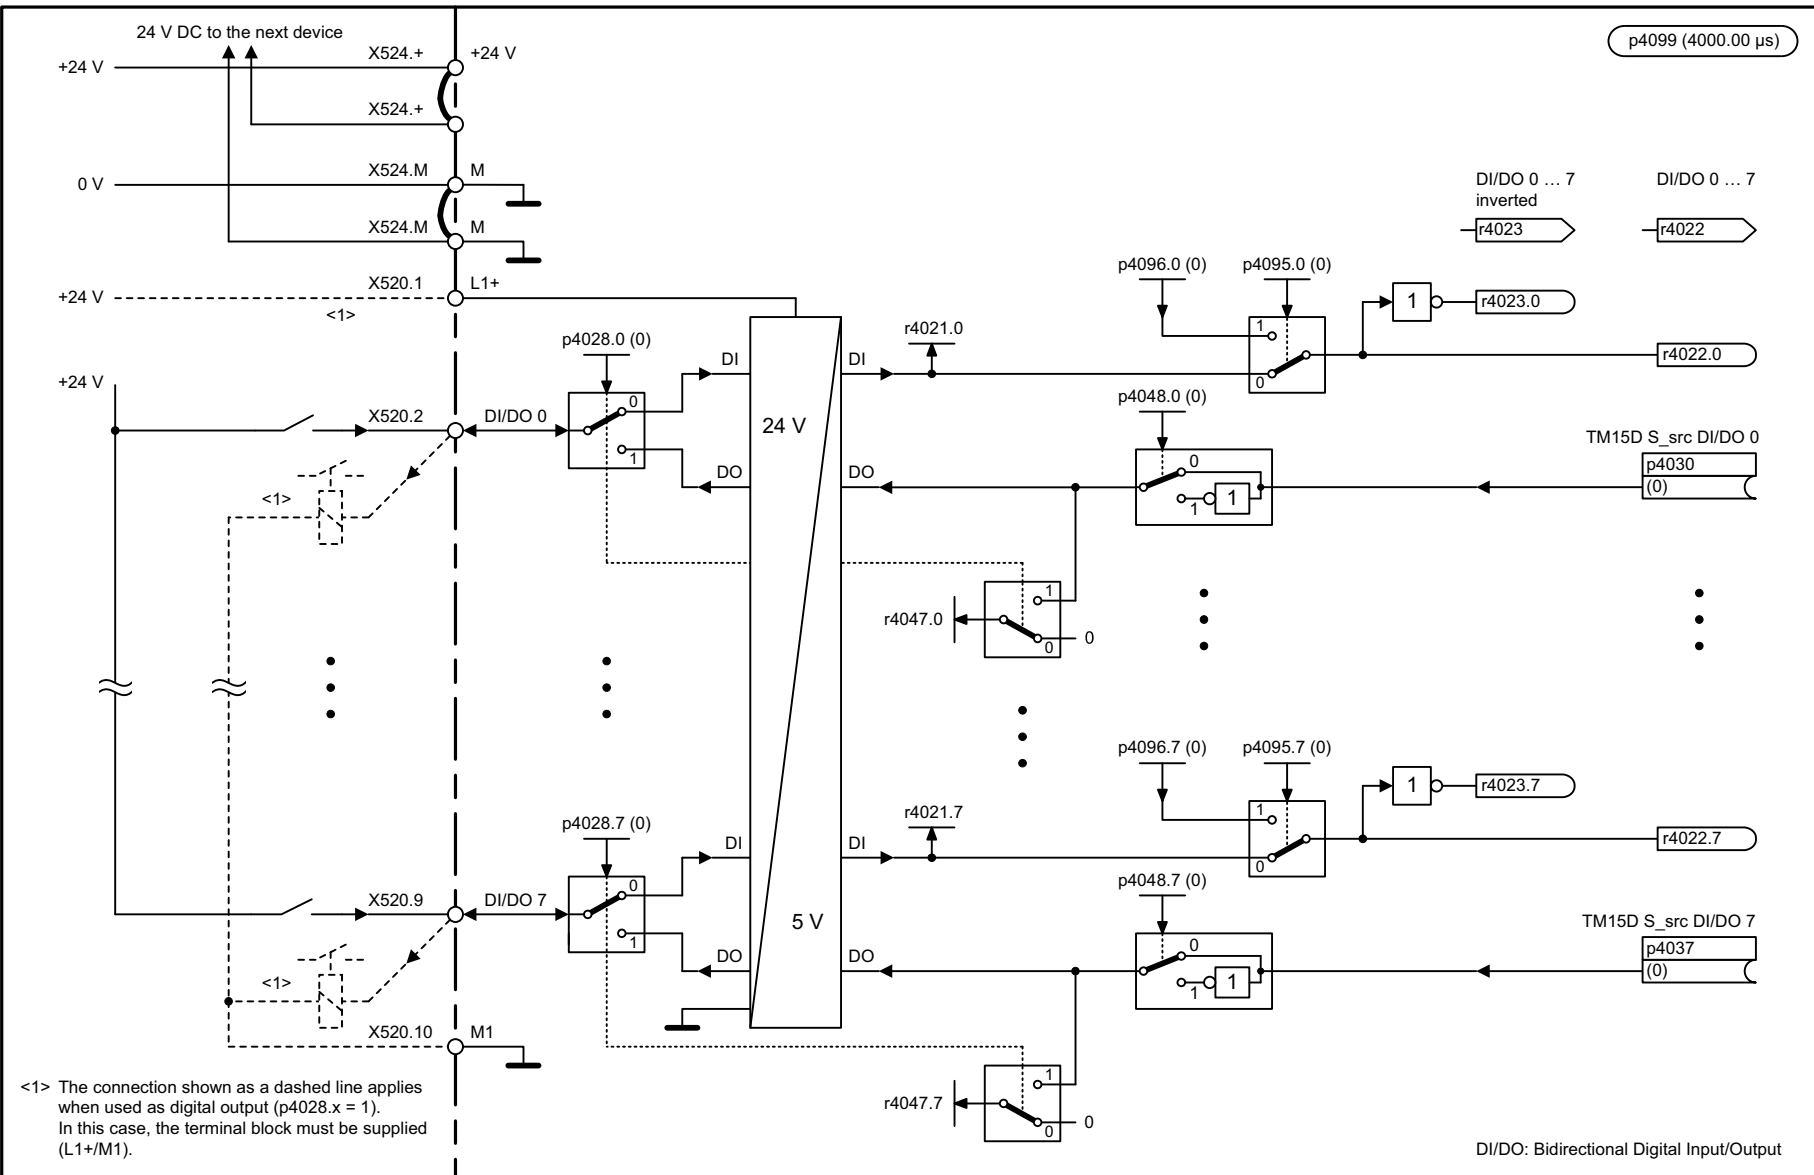 24 V DC to the next device
p4099 (4000.00 µs)
+24 V
X524.+
+24 V
X524.+
0 V
X524.M
M
X524.M
M
DI/DO 0 … 7
inverted
r4023
DI/DO 0 … 7
r4022
+24 V
<1>
X520.1
L1+
p4096.0 (0)
p4095.0 (0)
1
0
1
r4023.0
r4022.0
r4021.0
p4028.0 (0)
0
1
DI
DI
+24 V
X520.2
DI/DO 0
<1>
DO
DO
24 V
5 V
p4048.0 (0)
0
1
1
TM15D S_src DI/DO 0
p4030
(0)
r4047.0
1
0
0
p4096.7 (0)
p4095.7 (0)
1
0
1
r4023.7
r4022.7
r4021.7
p4028.7 (0)
0
1
DI
DI
X520.9
DI/DO 7
<1>
DO
DO
p4048.7 (0)
0
1
1
TM15D S_src DI/DO 7
p4037
(0)
X520.10
M1
r4047.7
1
0
0
<1> The connection shown as a dashed line applies
when used as digital output (p4028.x = 1).
In this case, the terminal block must be supplied
(L1+/M1).
DI/DO: Bidirectional Digital Input/Output